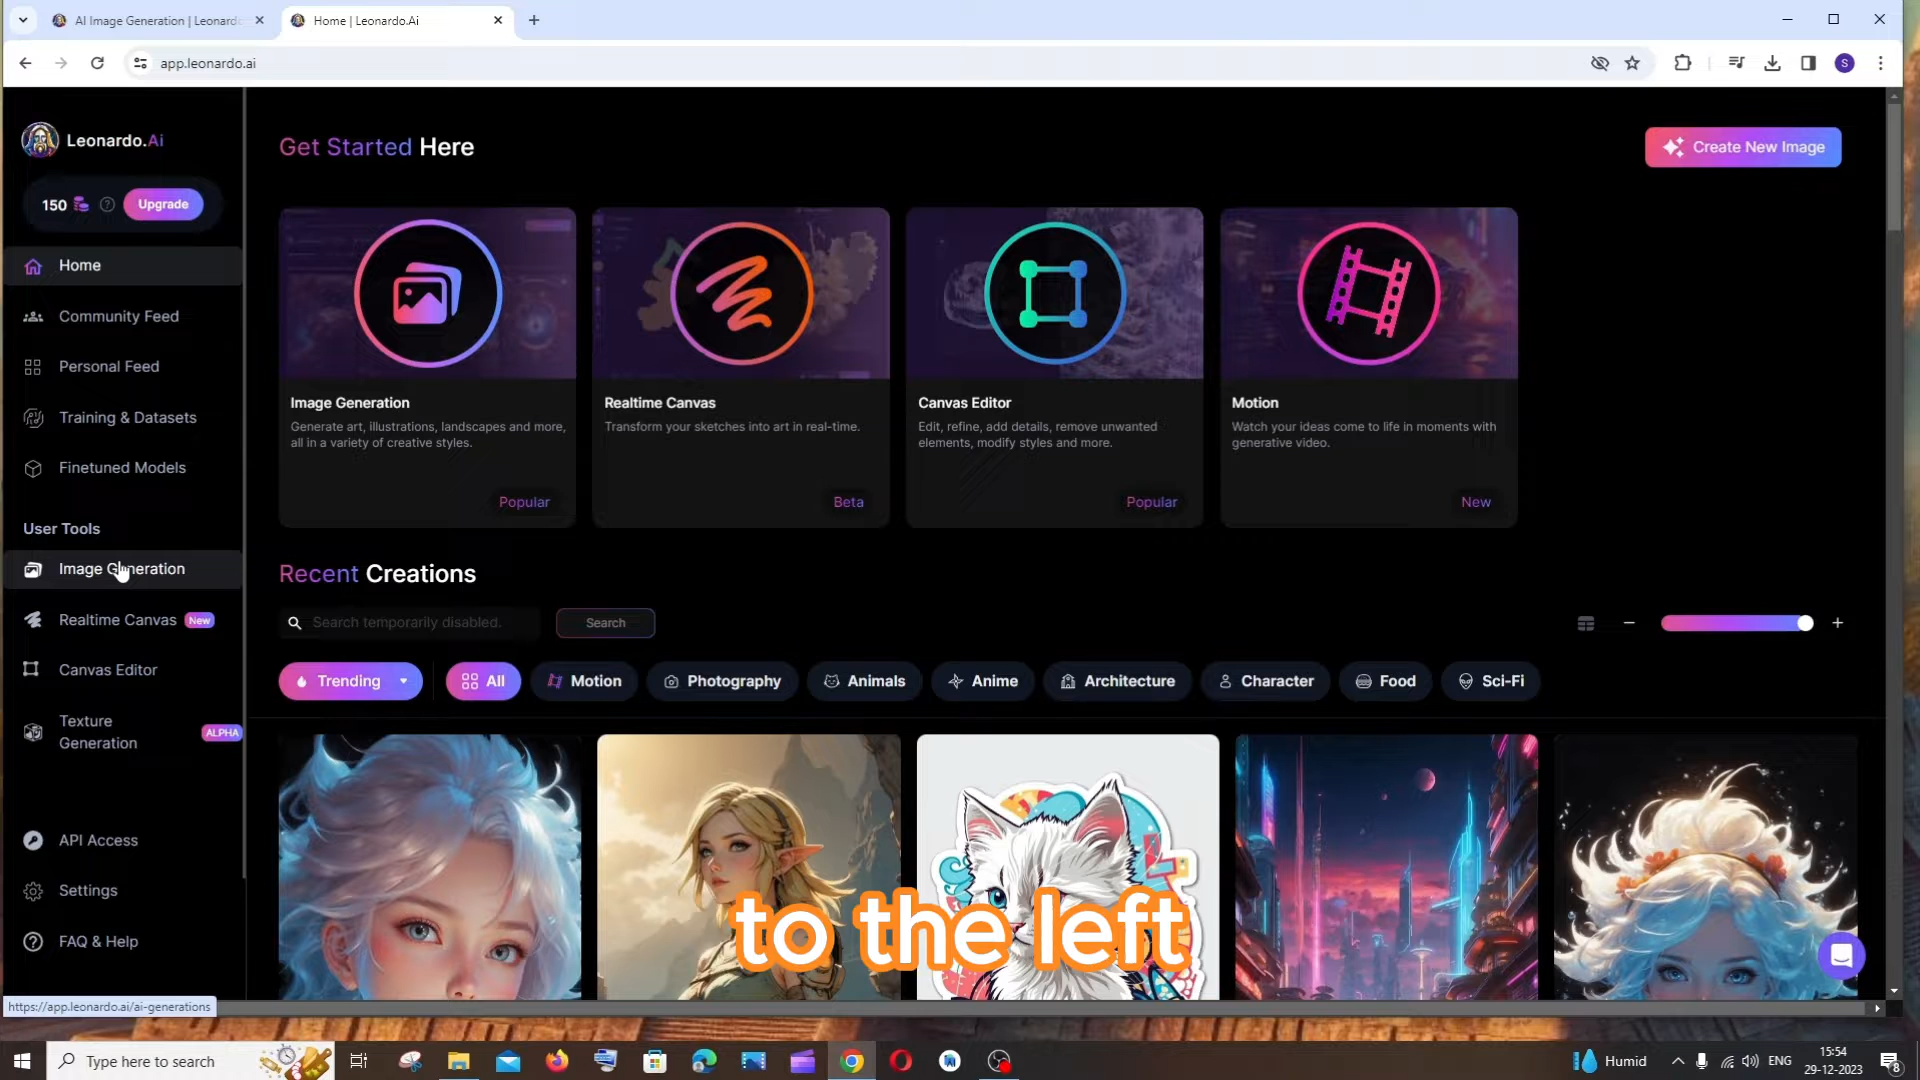 AI Image Generation | Leonardo
Home | Leonardo.Ai
app.leonardo.ai
S
Leonardo.Ai
150
Upgrade
Home
Community Feed
Personal Feed
Training & Datasets
Finetuned Models
User Tools
Image Generation
Realtime Canvas New
Canvas Editor
Texture
Generation
ALPHA
API Access
Settings
FAQ & Help
Get Started Here
Create New Image
Image Generation
Generate art, illustrations, landscapes and more,
all in a variety of creative styles.
Popular
Realtime Canvas
Transform your sketches into art in real-time.
Beta
Canvas Editor
Edit, refine, add details, remove unwanted
elements, modify styles and more.
Popular
Motion
Watch your ideas come to life in moments with
generative video.
New
Recent Creations
Search temporarily disabled.
Search
Trending
All
Motion
Photography
Animals
Anime
Architecture
Character
Food
Sci-Fi
to the left
https://app.leonardo.ai/ai-generations
Type here to search
Humid
ENG
15:54
29-12-2023
8